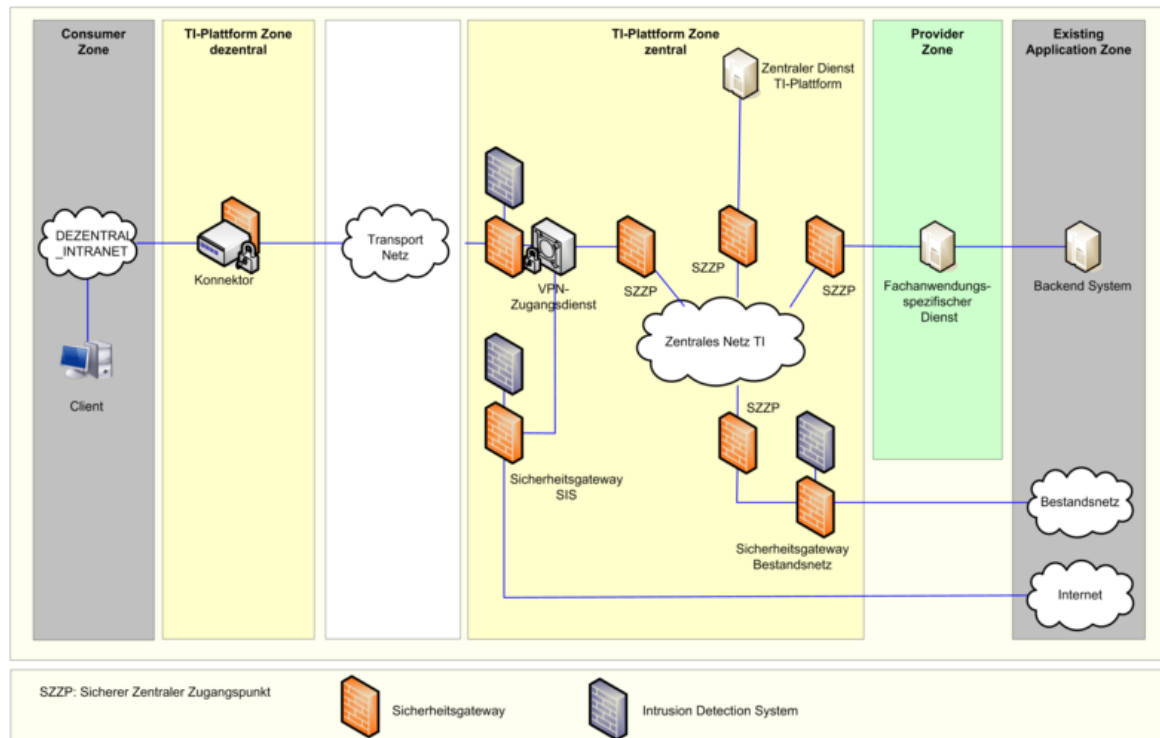 Consumer
Zone
TI-Plattform Zone
dezentral
TI-Plattform Zone
zentral
Provider
Zone
Existing
Application Zone
Zentraler Dienst
TI-Plattform
DEZENTRAL
_INTRANET
Konnektor
Transport
Netz
VPN-
Zugangsdienst
SZZP
SZZP
SZZP
Fachanwendungs-
spezifischer
Dienst
Backend System
Zentrales Netz TI
Client
SZZP
Sicherheitsgateway
SIS
Bestandsnetz
Sicherheitsgateway
Bestandsnetz
Internet
SZZP: Sicherer Zentraler Zugangspunkt
Sicherheitsgateway
Intrusion Detection System